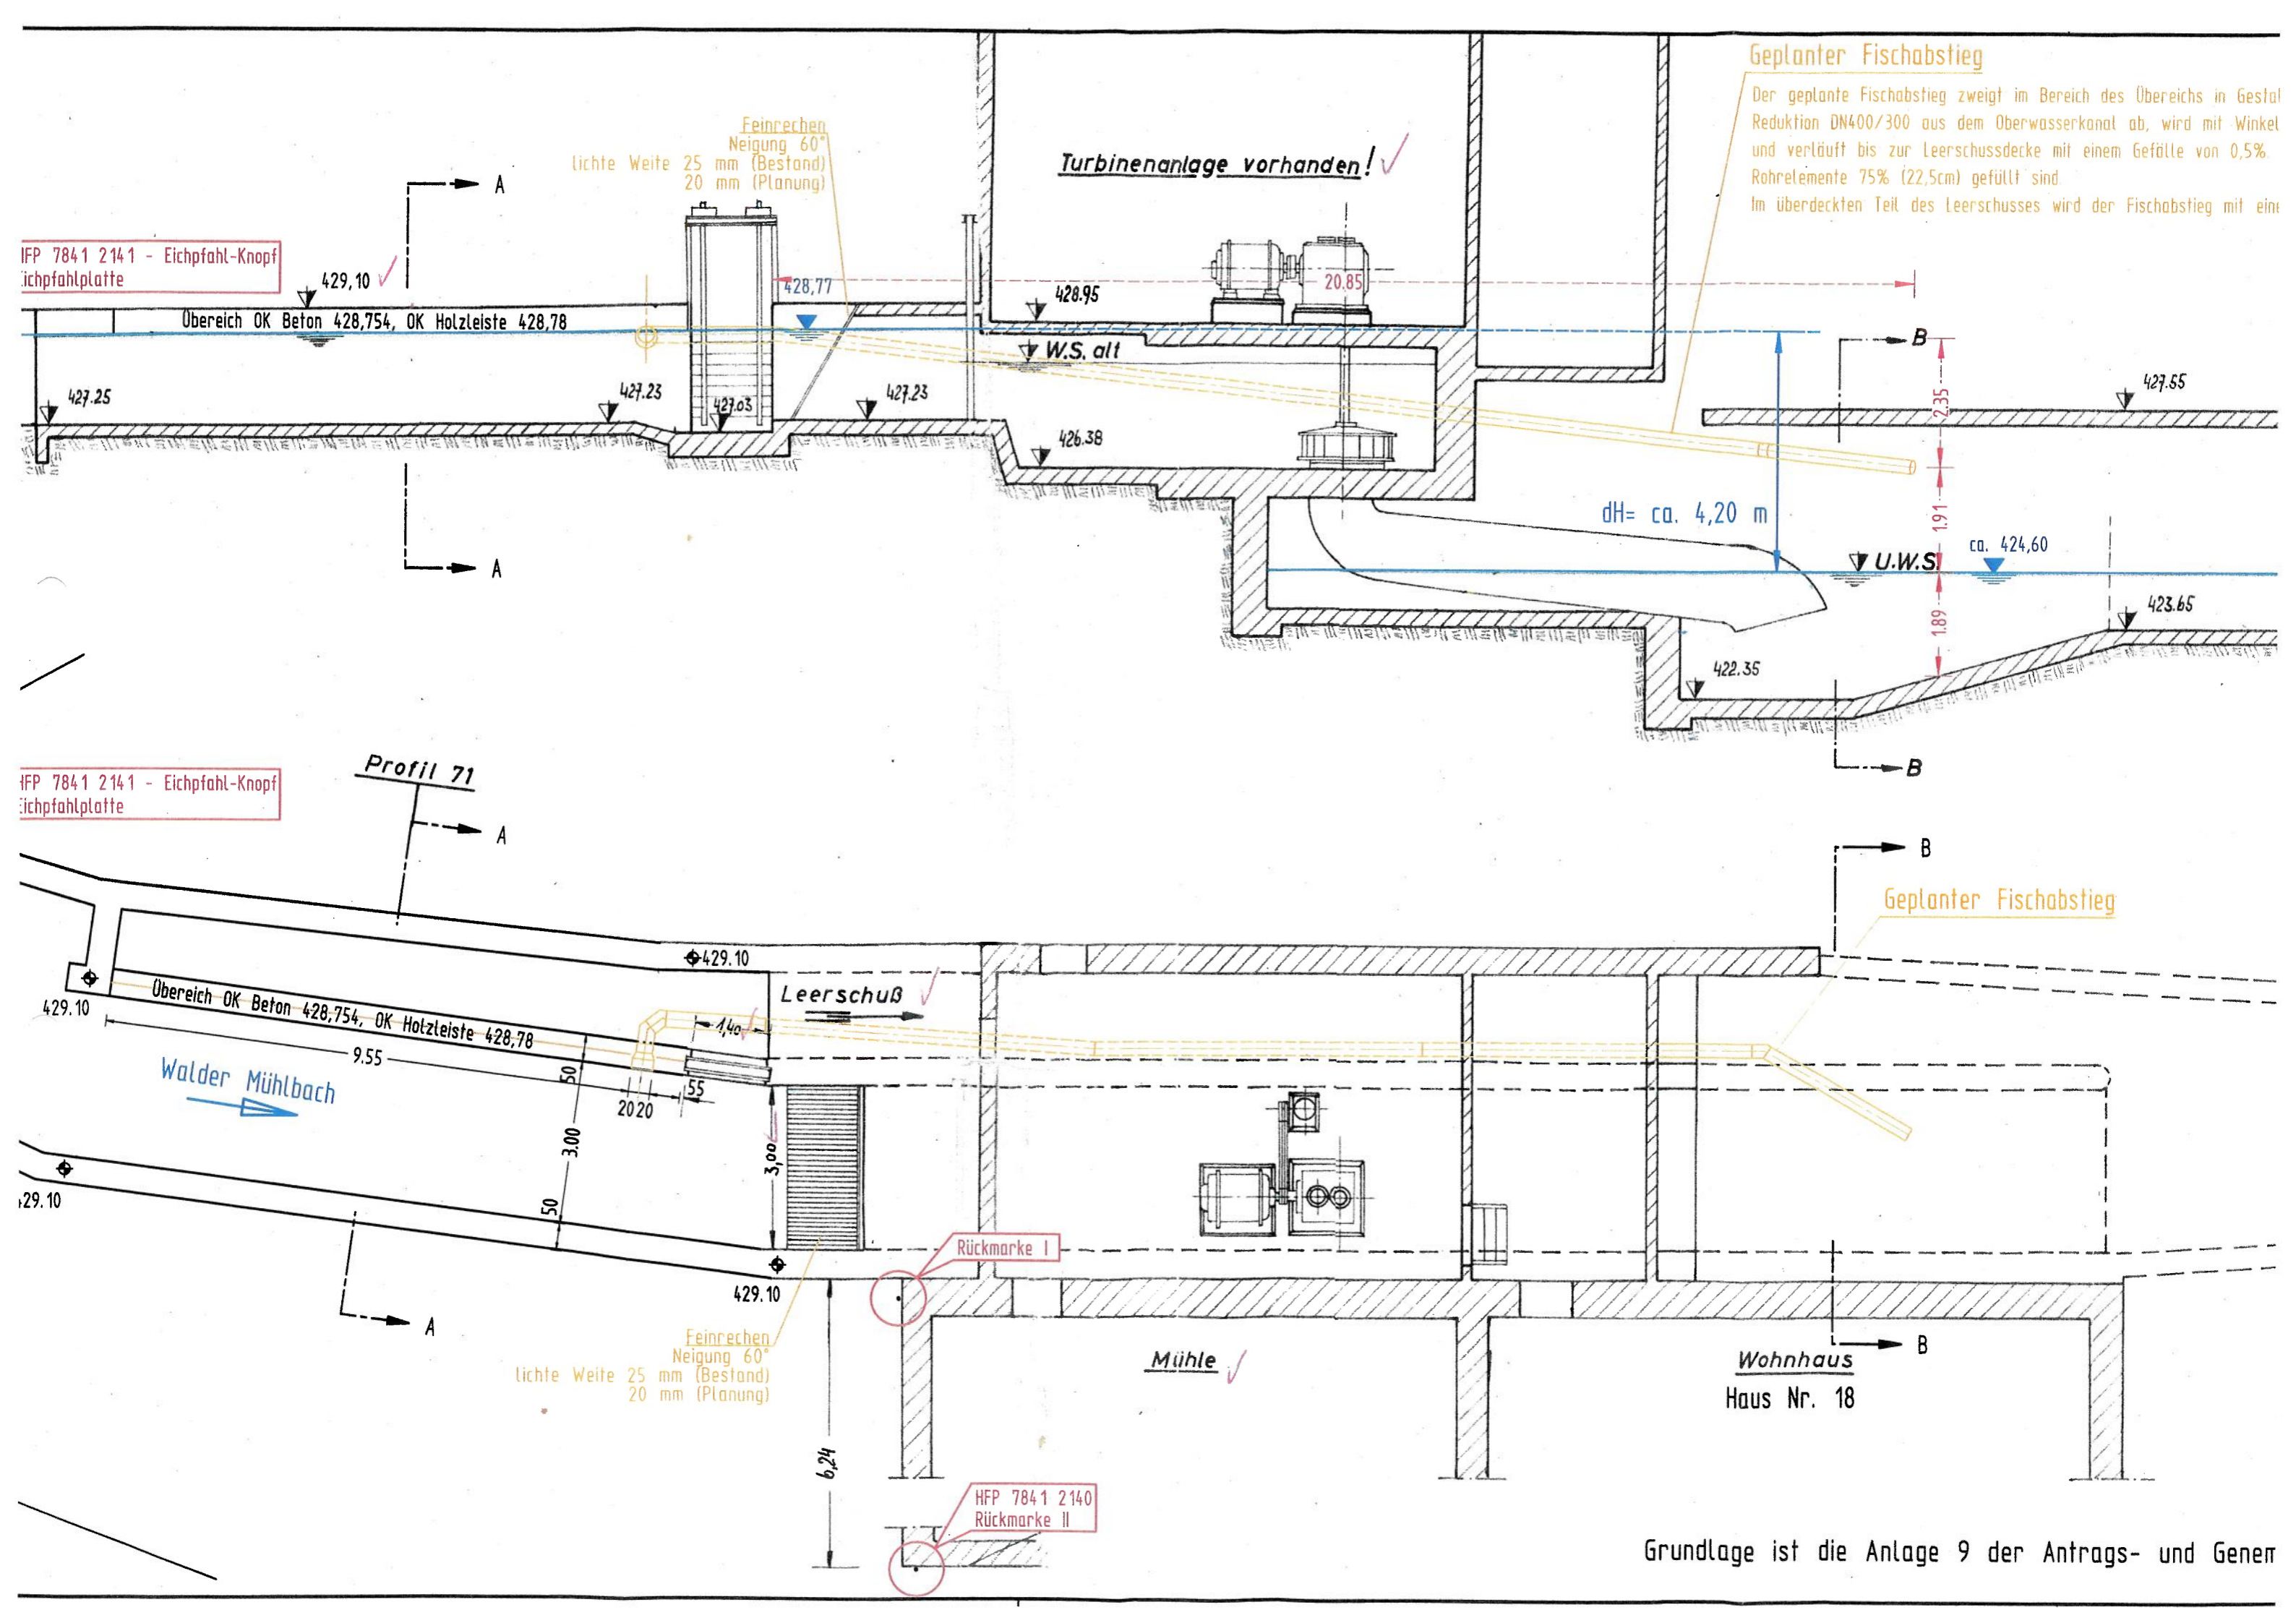 Geplanter Fischabstieg
Der geplante Fischabstieg zweigt im Bereich des Übereichs in Gestal
Reduktion DN400/300 aus dem Oberwasserkanal ab, wird mit Winkel
und verläuft bis zur Leerschussdecke mit einem Gefälle von 0,5%.
Rohrelemente 75% (22,5cm) gefüllt sind
Im überdeckten Teil des Leerschusses wird der Fischabstieg mit eine
Feinrechen
Neigung 60°
lichte Weite 25 mm (Bestand)
20 mm (Planung)
Turbinenanlage vorhanden!
A
HFP 7841 2141 - Eichpfahl-Knopf
Eichpfahlplatte
429,10
428,77
20,85
428.95
Übereich OK Beton 428,754, OK Holzleiste 428,78
W.S. alt
B
2,35
427.55
427.25
427.23
427.03
427.23
426.38
dH= ca. 4,20 m
1,91
ca. 424,60
U.W.S.
A
1.89
423.65
422.35
B
Profil 71
HFP 7841 2141 - Eichpfahl-Knopf
Eichpfahlplatte
A
B
Geplanter Fischabstieg
429.10
Leerschuß
429.10
Übereich OK Beton 428,754, OK Holzleiste 428,78
1,40
9.55
Walder Mühlbach
50
55
2020
3.00
3,00
429.10
50
Rückmarke I
429.10
A
Feinrechen
Neigung 60°
lichte Weite 25 mm (Bestand)
20 mm (Planung)
B
Mühle
Wohnhaus
Haus Nr. 18
6,24
HFP 7841 2140
Rückmarke II
Grundlage ist die Anlage 9 der Antrags- und Genem